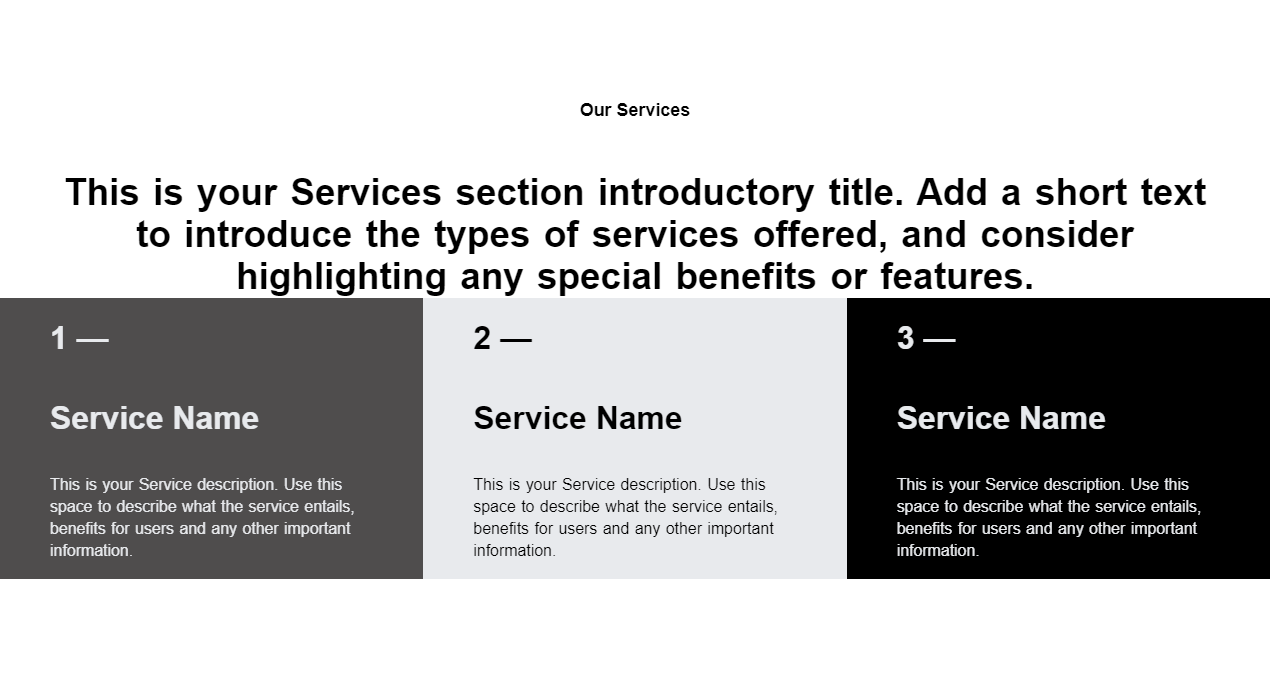 Our Services
This is your Services section introductory title. Add a short text
to introduce the types of services offered, and consider
highlighting any special benefits or features.
1 —
Service Name
This is your Service description. Use this
space to describe what the service entails,
benefits for users and any other important
information.
2 —
Service Name
This is your Service description. Use this
space to describe what the service entails,
benefits for users and any other important
information.
3 —
Service Name
This is your Service description. Use this
space to describe what the service entails,
benefits for users and any other important
information.